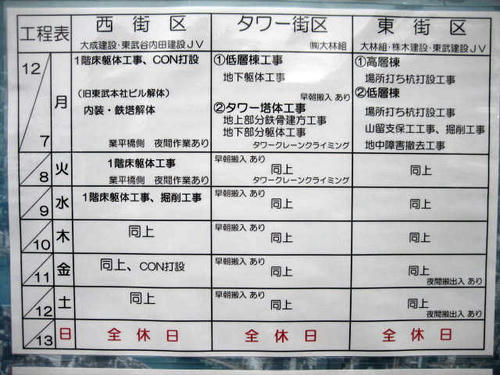 工程表 西街区 タワー街区 東街区
大成建設・東武谷内田建設JV ㈱大林組 大林組・㈱木建設・東武建設JV
12/7 月
1階床躯体工事、CON打設
(旧東武本社ビル解体)
内装・鉄塔解体
業平橋側 夜間作業あり
①低層棟工事
地下躯体工事
早朝搬入 あり
②タワー塔体工事
地上部分鉄骨建方工事
地下部分躯体工事
タワークレーンクライミング
①高層棟
場所打ち杭打設工事
②低層棟
場所打ち杭打設工事
山留支保工工事、掘削工事
地中障害撤去工事
8 火
1階床躯体工事
業平橋側 夜間作業あり
早朝搬入 あり
同上
タワークレーンクライミング
同上
9 水
1階床躯体工事、掘削工事
早朝搬入 あり
同上
同上
10 木
同上
早朝搬入 あり
同上
同上
11 金
同上、CON打設
早朝搬入 あり
同上
同上
夜間搬出入 あり
12 土
同上
早朝搬入 あり
同上
同上
夜間搬出入 あり
13 日 全休日 全休日 全休日